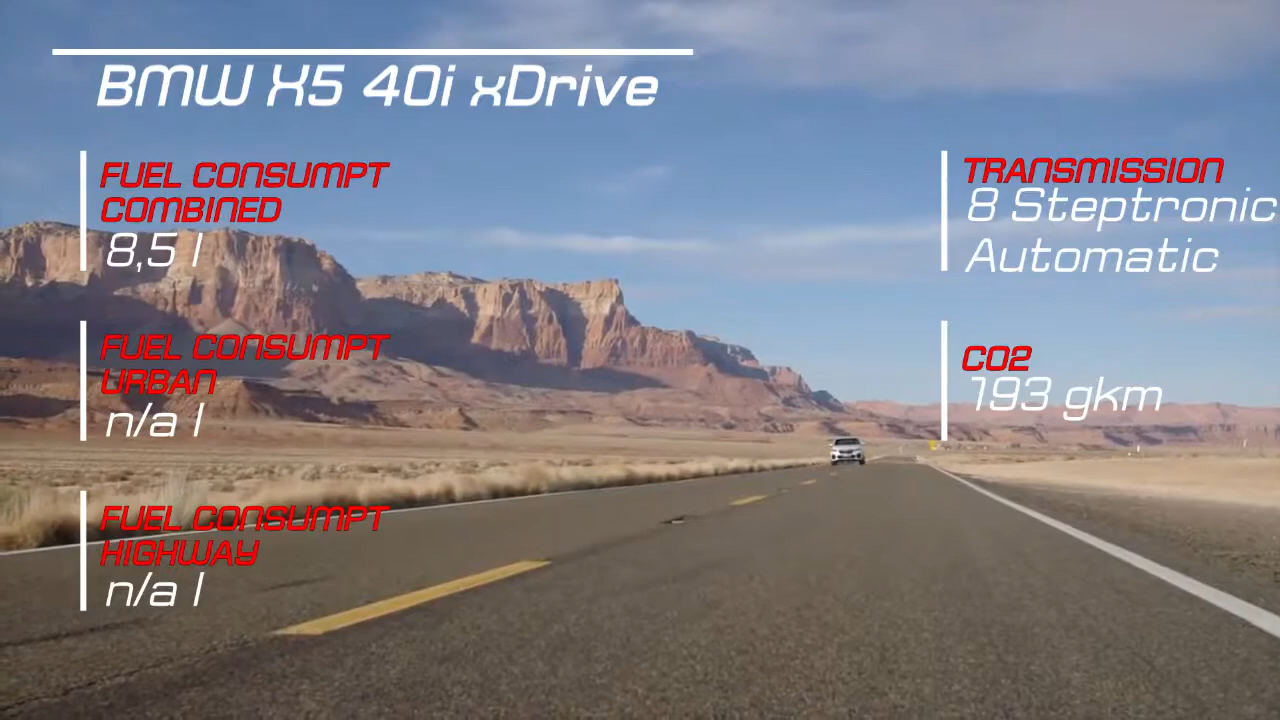 BMW X5 40i xDrive
FUEL CONSUMPT
COMBINED
8,5 l
FUEL CONSUMPT
URBAN
n/a l
FUEL CONSUMPT
HIGHWAY
n/a l
TRANSMISSION
8 Steptronic
Automatic
CO2
193 gkm